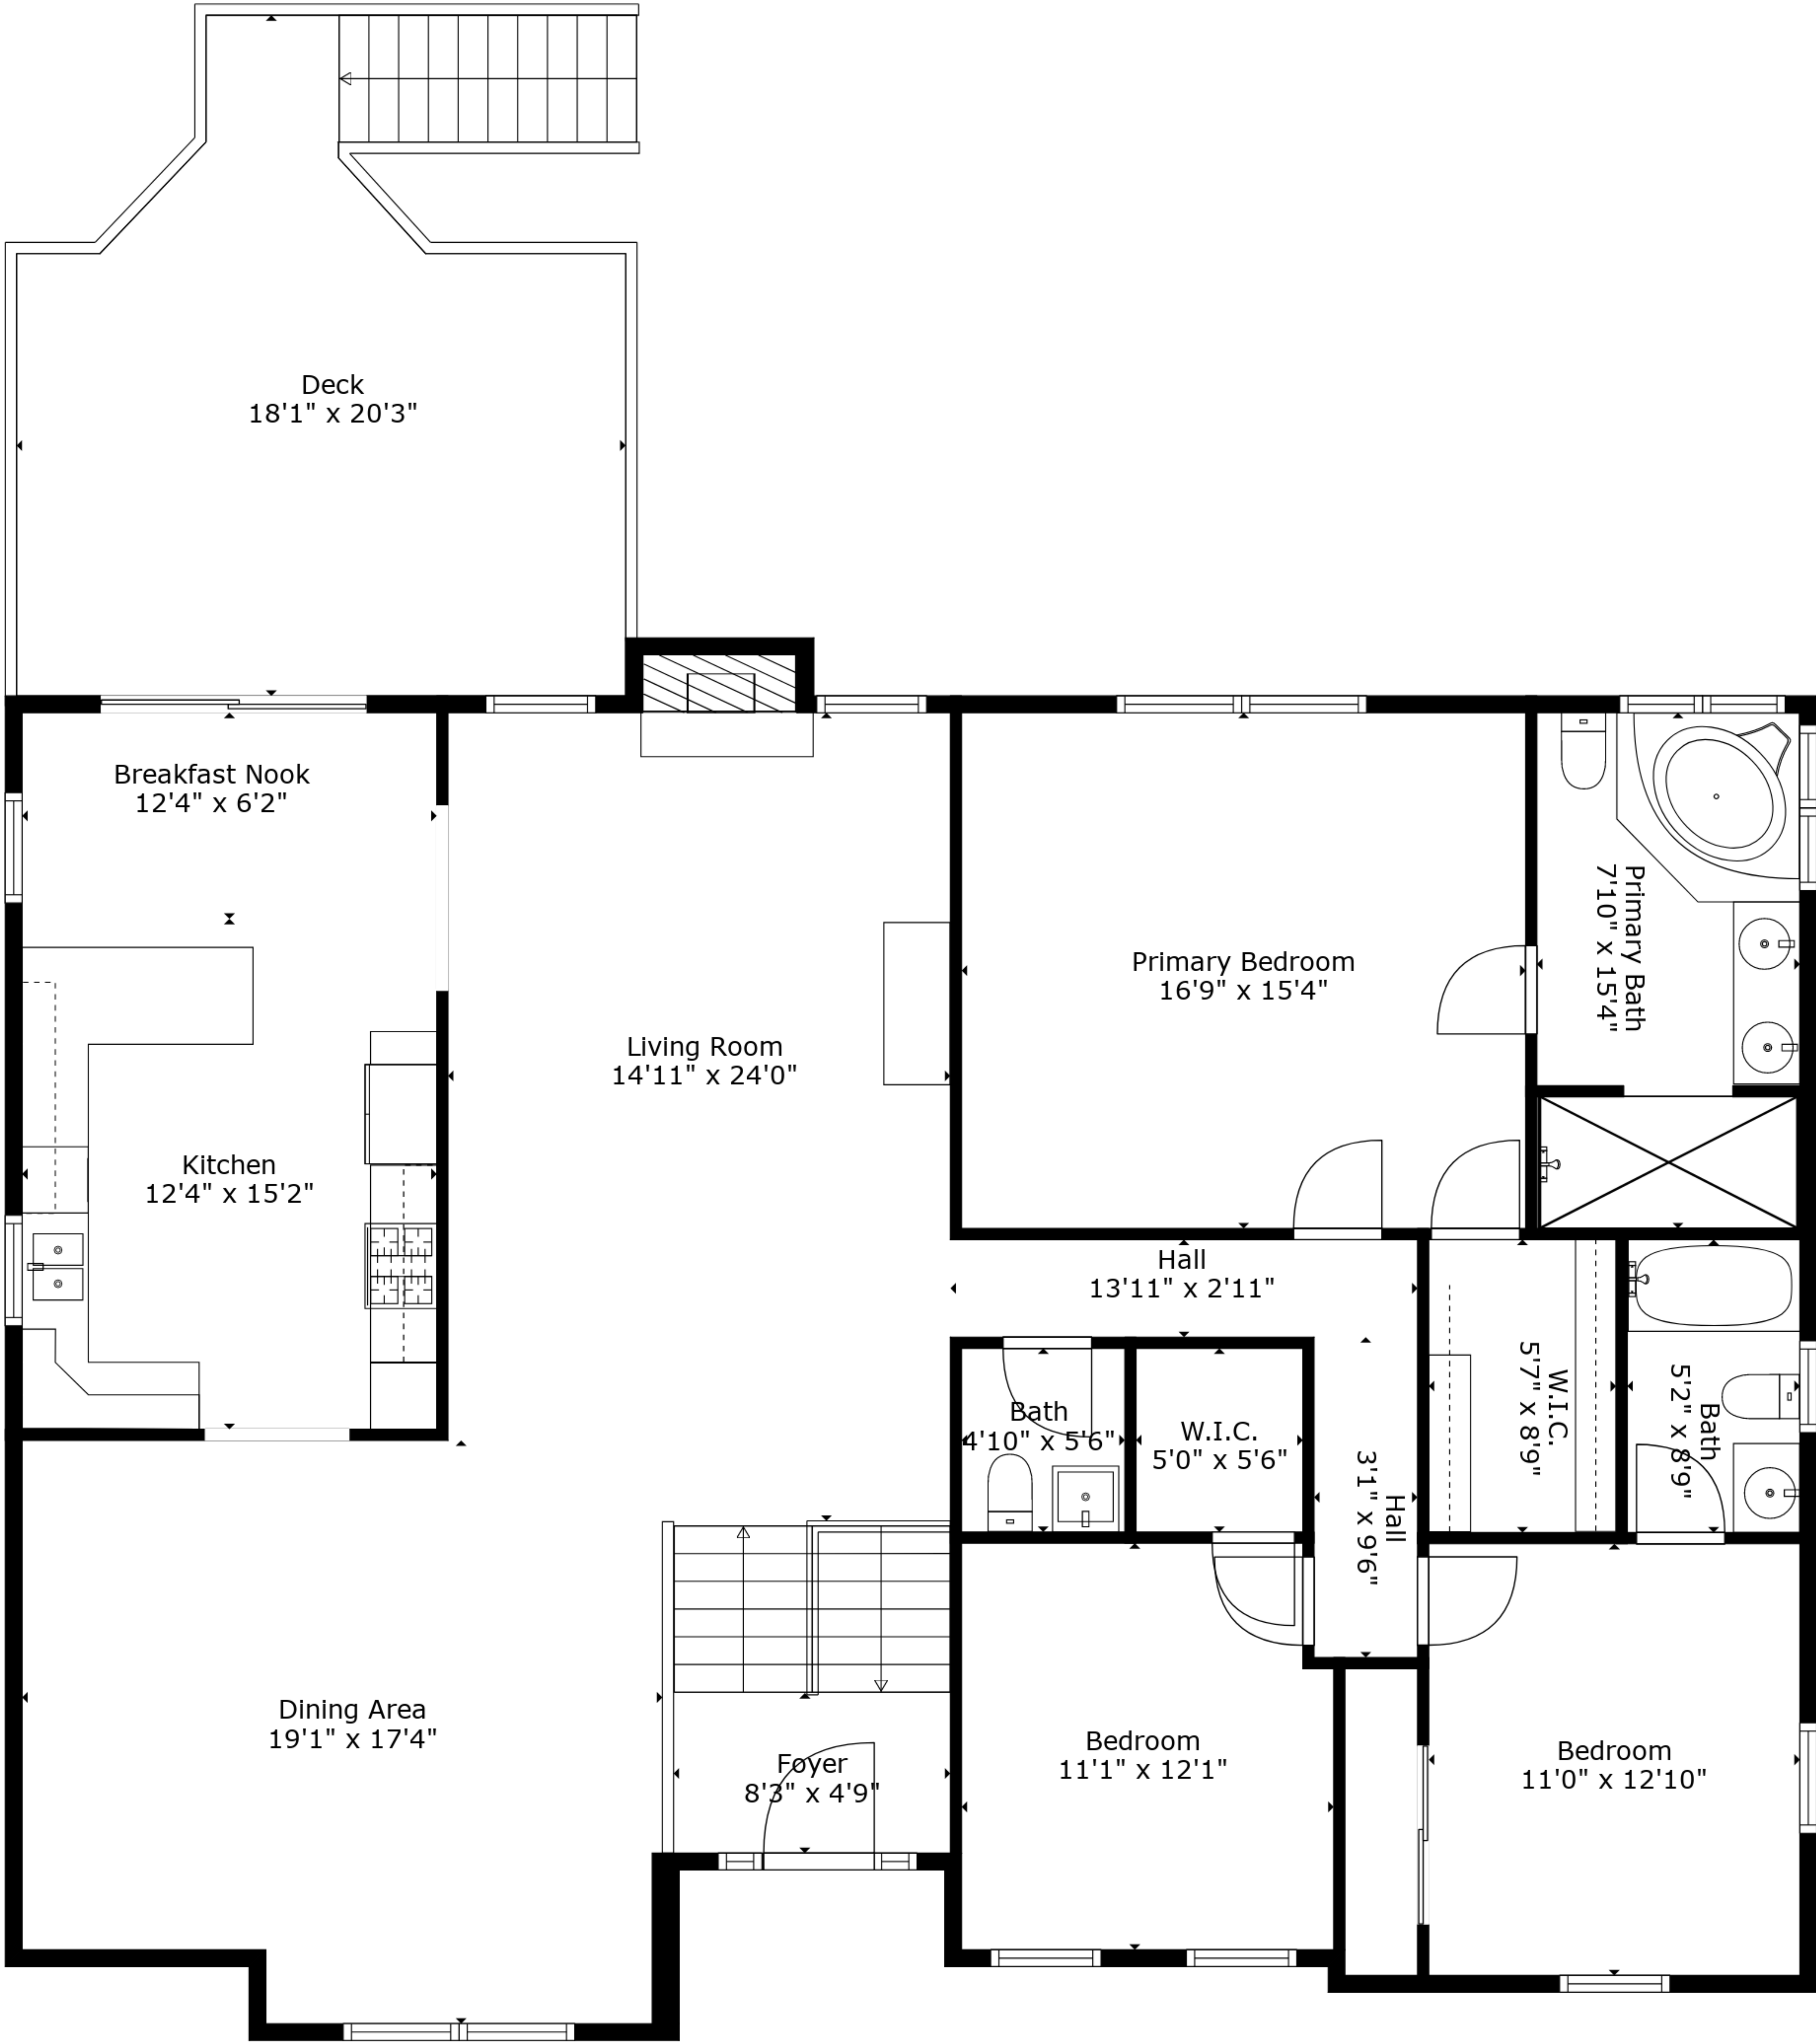 Deck
18'1" x 20'3"
Breakfast Nook
12'4" x 6'2"
Primary Bath
7'10" x 15'4"
Primary Bedroom
16'9" x 15'4"
Living Room
14'11" x 24'0"
Kitchen
12'4" x 15'2"
Hall
13'11" x 2'11"
W.I.C.
5'7" x 8'9"
Bath
5'2" x 8'9"
Bath
4'10" x 5'6"
W.I.C.
5'0" x 5'6"
Hall
3'1" x 9'6"
Dining Area
19'1" x 17'4"
Foyer
8'3" x 4'9"
Bedroom
11'1" x 12'1"
Bedroom
11'0" x 12'10"